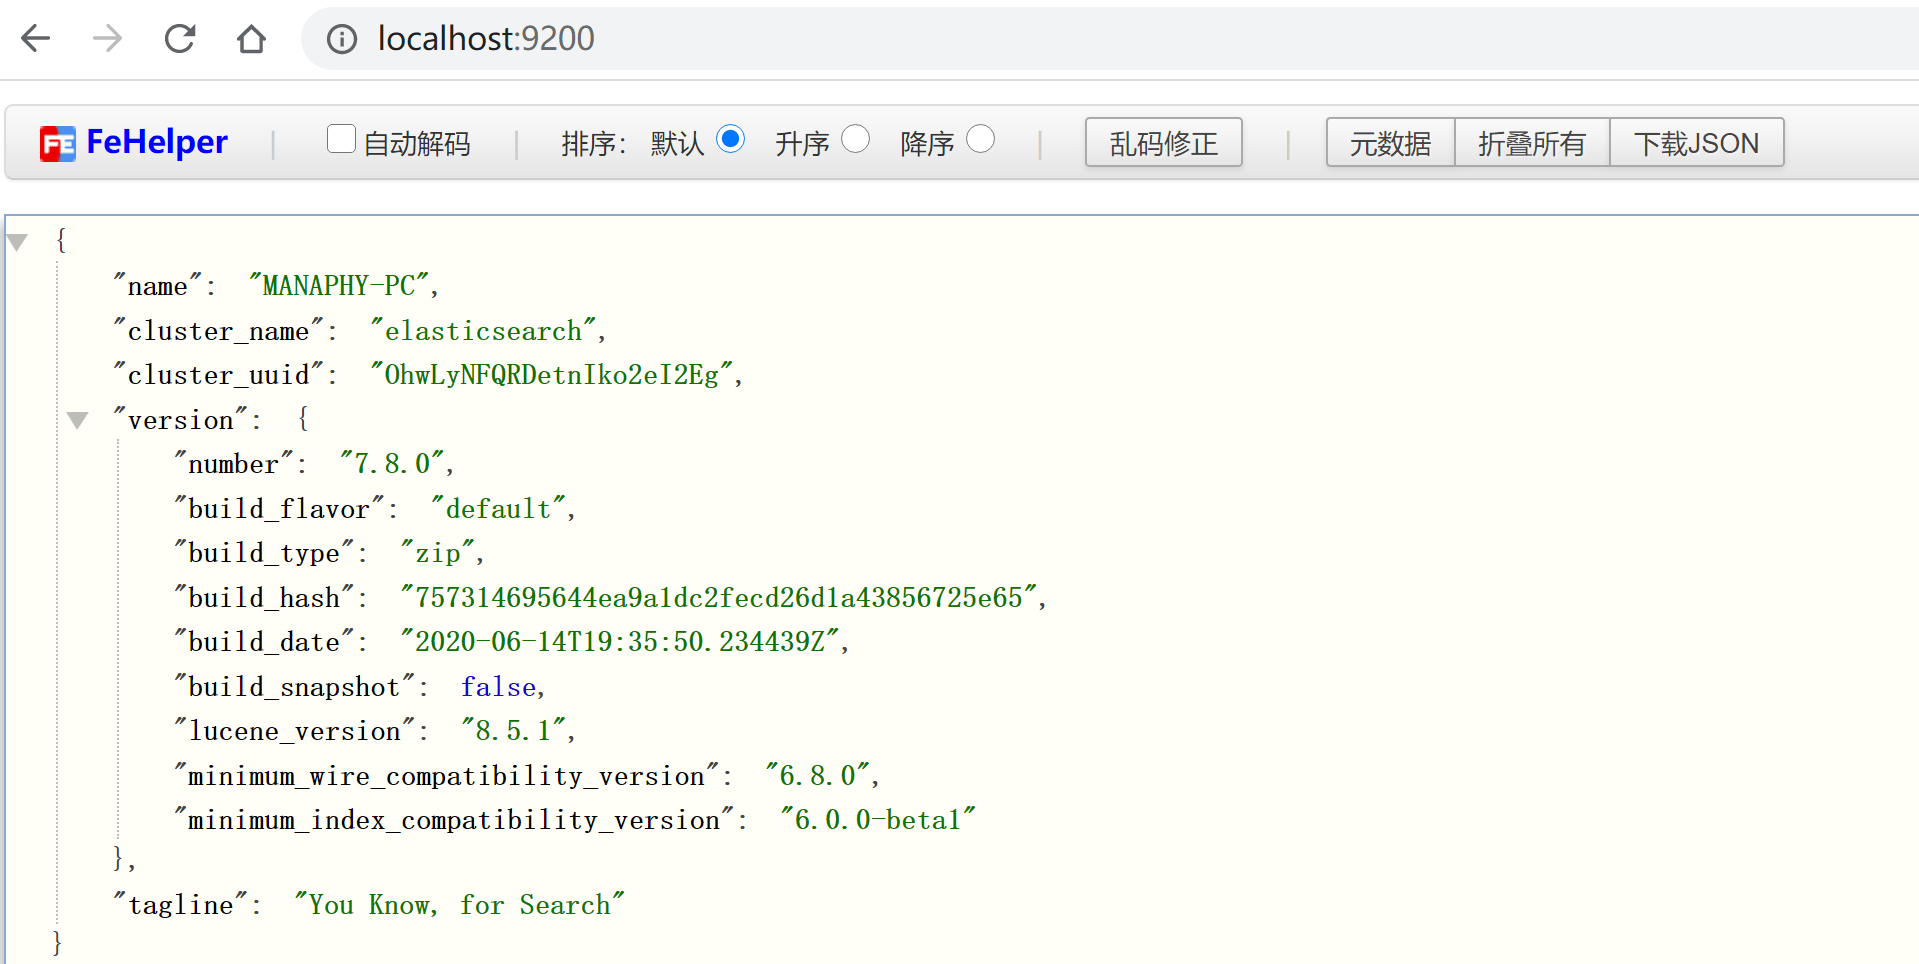 localhost:9200
FE FeHelper | 自动解码 | 排序： 默认 升序 降序 | 乱码修正 | 元数据 折叠所有 下载JSON
{
"name": "MANAPHY-PC",
"cluster_name": "elasticsearch",
"cluster_uuid": "OhwLyNFQRDetnIko2eI2Eg",
"version": {
"number": "7.8.0",
"build_flavor": "default",
"build_type": "zip",
"build_hash": "757314695644ea9a1dc2fecd26d1a43856725e65",
"build_date": "2020-06-14T19:35:50.234439Z",
"build_snapshot": false,
"lucene_version": "8.5.1",
"minimum_wire_compatibility_version": "6.8.0",
"minimum_index_compatibility_version": "6.0.0-beta1"
},
"tagline": "You Know, for Search"
}